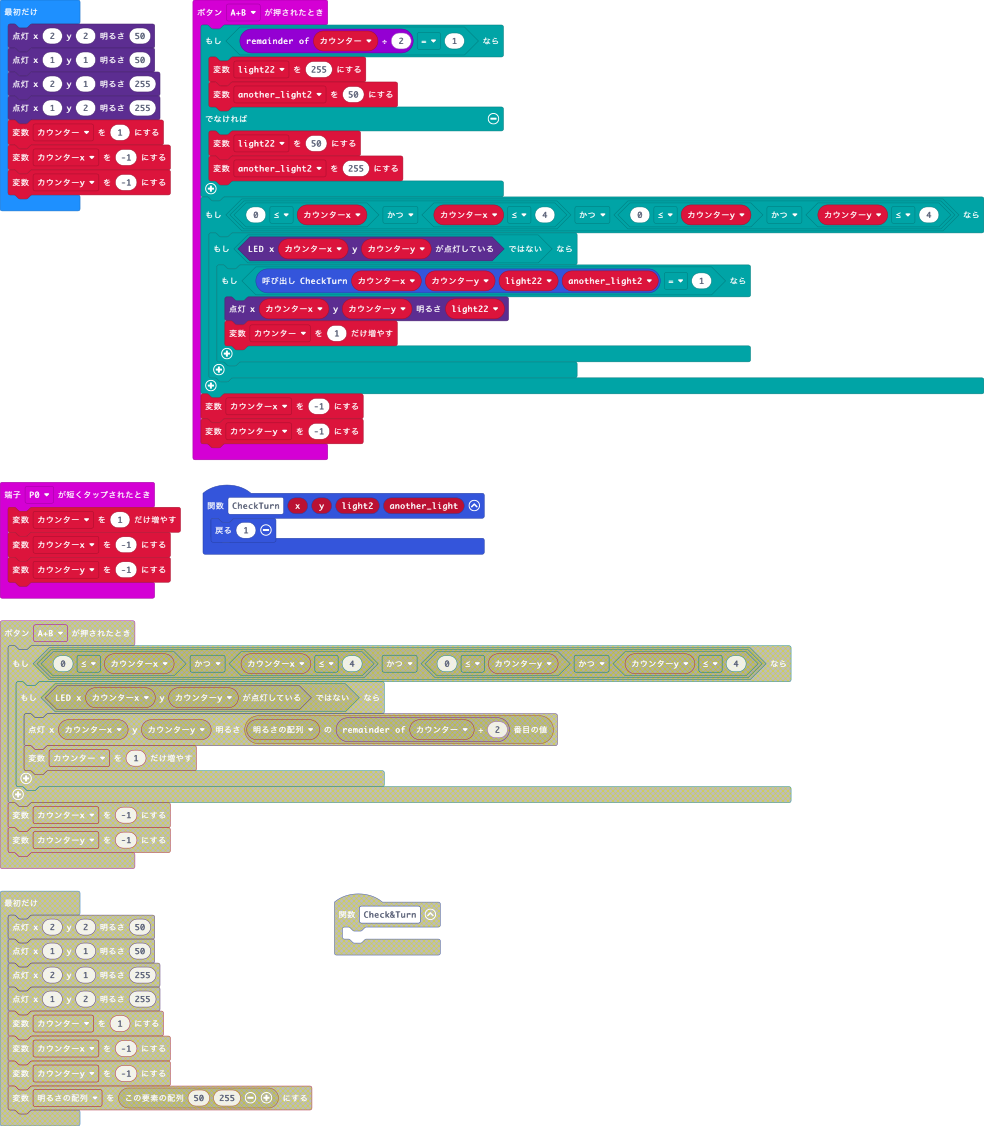 最初だけ
点灯 x 2 y 2 明るさ 50
点灯 x 1 y 1 明るさ 50
点灯 x 2 y 1 明るさ 255
点灯 x 1 y 2 明るさ 255
変数 カウンター ▾ を 1 にする
変数 カウンターx ▾ を -1 にする
変数 カウンターy ▾ を -1 にする
ボタン A+B ▾ が押されたとき
もし remainder of カウンター ▾ ÷ 2 = ▾ 1 なら
変数 light22 ▾ を 255 にする
変数 another_light2 ▾ を 50 にする
でなければ
変数 light22 ▾ を 50 にする
変数 another_light2 ▾ を 255 にする
もし 0 ≤ ▾ カウンターx ▾ かつ ▾ カウンターx ▾ ≤ ▾ 4 かつ ▾ 0 ≤ ▾ カウンターy ▾ かつ ▾ カウンターy ▾ ≤ ▾ 4 なら
もし LED x カウンターx ▾ y カウンターy ▾ が点灯している ではない なら
もし 呼び出し CheckTurn カウンターx ▾ カウンターy ▾ light22 ▾ another_light2 ▾ = ▾ 1 なら
点灯 x カウンターx ▾ y カウンターy ▾ 明るさ light22 ▾
変数 カウンター ▾ を 1 だけ増やす
変数 カウンターx ▾ を -1 にする
変数 カウンターy ▾ を -1 にする
端子 P0 ▾ が短くタップされたとき
変数 カウンター ▾ を 1 だけ増やす
変数 カウンターx ▾ を -1 にする
変数 カウンターy ▾ を -1 にする
関数 CheckTurn x y light2 another_light
戻る 1
ボタン A+B ▾ が押されたとき
もし 0 ≤ ▾ カウンターx ▾ かつ ▾ カウンターx ▾ ≤ ▾ 4 かつ ▾ 0 ≤ ▾ カウンターy ▾ かつ ▾ カウンターy ▾ ≤ ▾ 4 なら
もし LED x カウンターx ▾ y カウンターy ▾ が点灯している ではない なら
点灯 x カウンターx ▾ y カウンターy ▾ 明るさ 明るさの配列 ▾ の remainder of カウンター ▾ ÷ 2 番目の値
変数 カウンター ▾ を 1 だけ増やす
変数 カウンターx ▾ を -1 にする
変数 カウンターy ▾ を -1 にする
最初だけ
点灯 x 2 y 2 明るさ 50
点灯 x 1 y 1 明るさ 50
点灯 x 2 y 1 明るさ 255
点灯 x 1 y 2 明るさ 255
変数 カウンター ▾ を 1 にする
変数 カウンターx ▾ を -1 にする
変数 カウンターy ▾ を -1 にする
変数 明るさの配列 ▾ を この要素の配列 50 255 にする
関数 Check&Turn